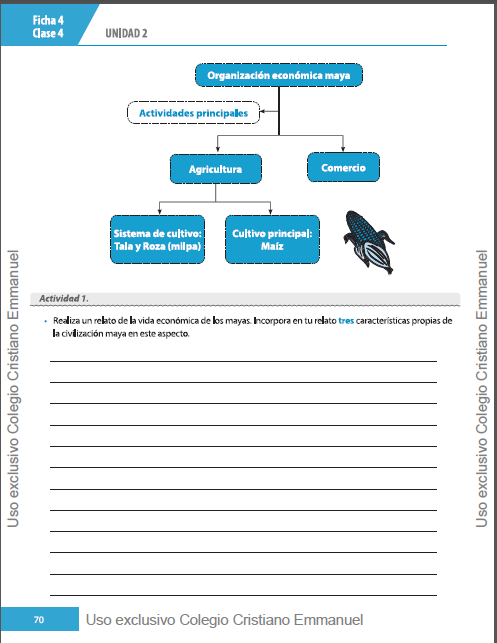 Ficha 4
Clase 4
UNIDAD 2
Organización económica maya
Actividades principales
Agricultura
Comercio
Sistema de cultivo:
Tala y Roza (milpa)
Cultivo principal:
Maíz
Actividad 1.
• Realiza un relato de la vida económica de los mayas. Incorpora en tu relato tres características propias de
la civilización maya en este aspecto.
Uso exclusivo Colegio Cristiano Emmanuel
Uso exclusivo Colegio Cristiano Emmanuel
70
Uso exclusivo Colegio Cristiano Emmanuel